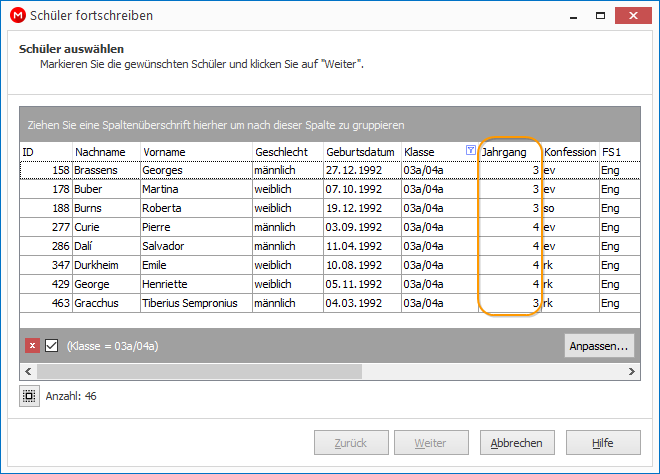 Schüler fortschreiben
Schüler auswählen
Markieren Sie die gewünschten Schüler und klicken Sie auf "Weiter".
Ziehen Sie eine Spaltenüberschrift hierher um nach dieser Spalte zu gruppieren
ID Nachname Vorname Geschlecht Geburtsdatum Klasse Jahrgang Konfession FS1
158 Brassens Georges männlich 27.12.1992 03a/04a 3 ev Eng
178 Buber Martina weiblich 07.10.1992 03a/04a 3 ev Eng
188 Burns Roberta weiblich 19.12.1992 03a/04a 3 so Eng
277 Curie Pierre männlich 03.09.1992 03a/04a 4 ev Eng
286 Dalí Salvador männlich 11.04.1992 03a/04a 4 ev Eng
347 Durkheim Emile weiblich 10.08.1992 03a/04a 4 rk Eng
429 George Henriette weiblich 05.11.1992 03a/04a 4 rk Eng
463 Gracchus Tiberius Sempronius männlich 04.03.1992 03a/04a 3 rk Eng
(Klasse = 03a/04a) Anpassen...
Anzahl: 46
Zurück Weiter Abbrechen Hilfe